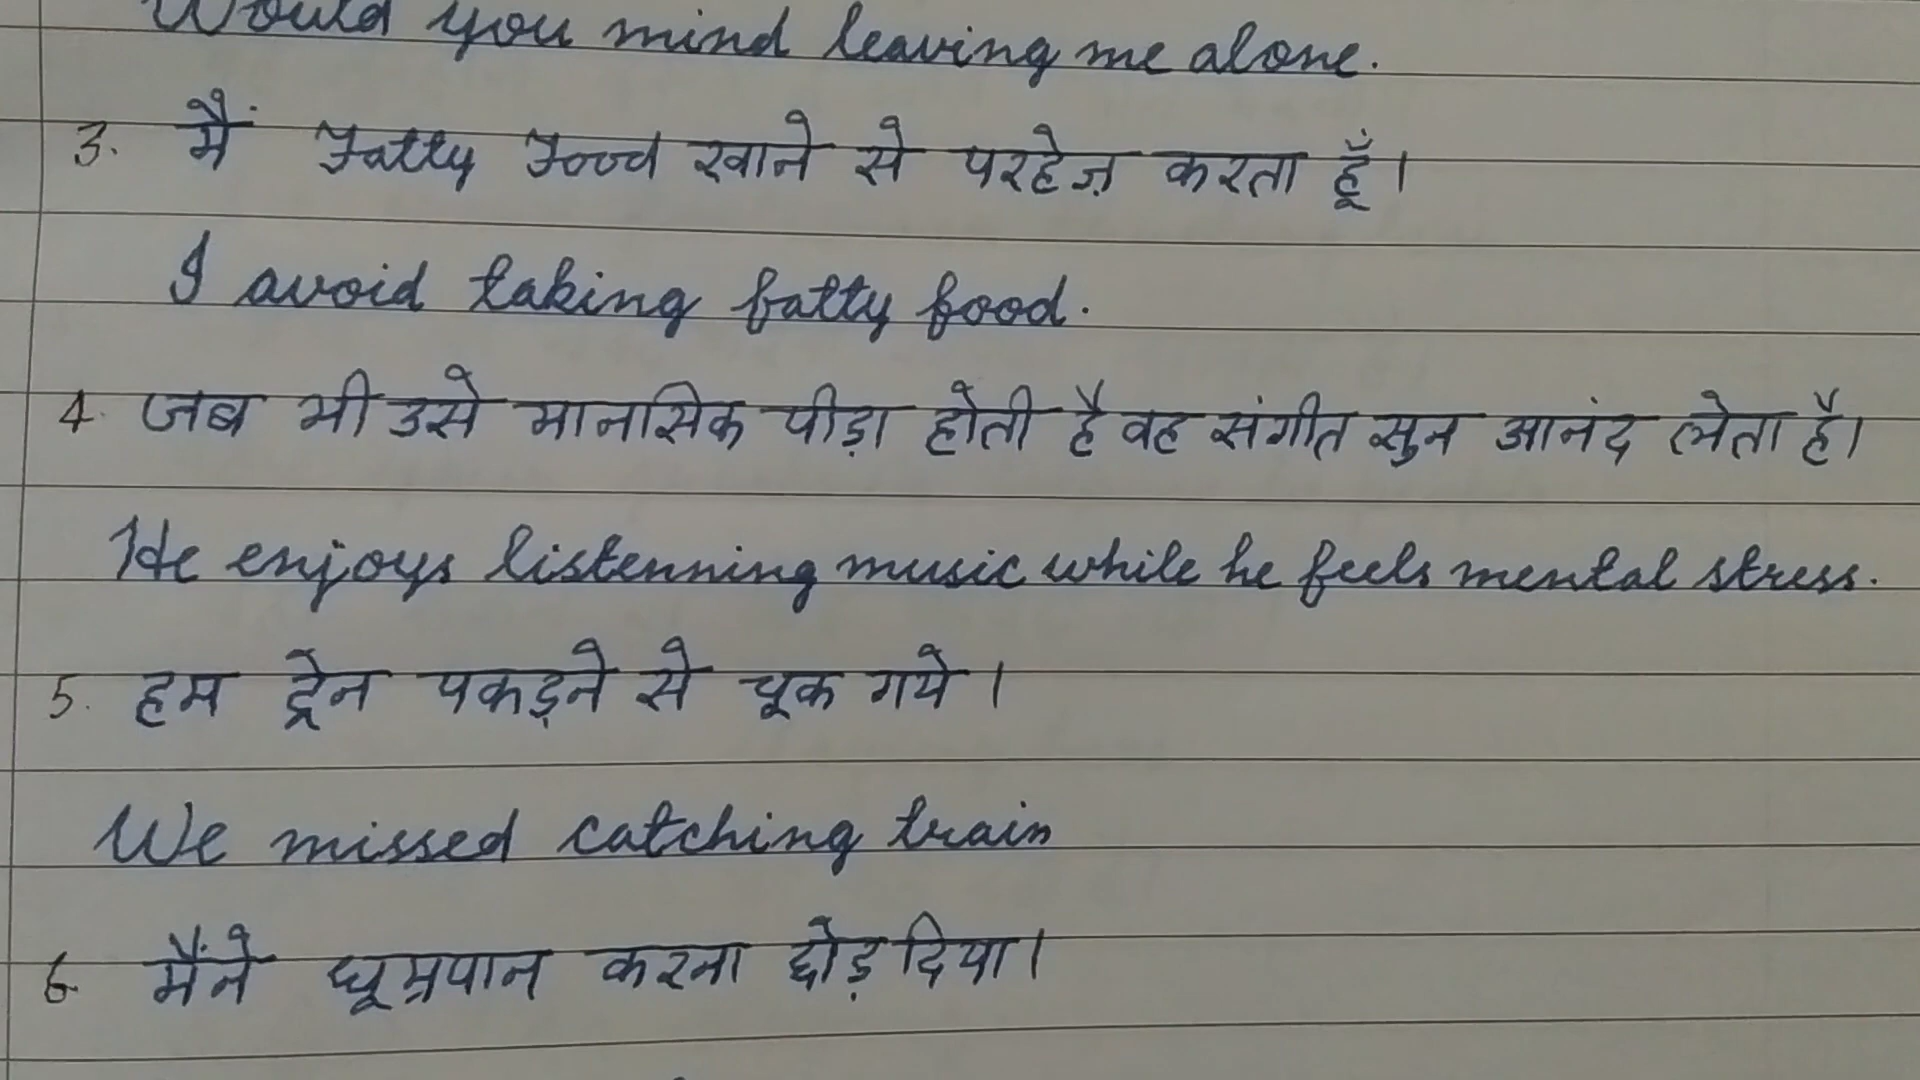 Would you mind leaving me alone.
3. मैं Fatty Food खाने से परहेज़ करता हूँ।
I avoid taking fatty food.
4. जब भी उसे मानसिक पीड़ा होती है वह संगीत सुन आनंद लेता है।
He enjoys listenning music while he feels mental stress.
5. हम ट्रेन पकड़ने से चूक गये।
We missed catching train
6. मैंने धूम्रपान करना छोड़ दिया।